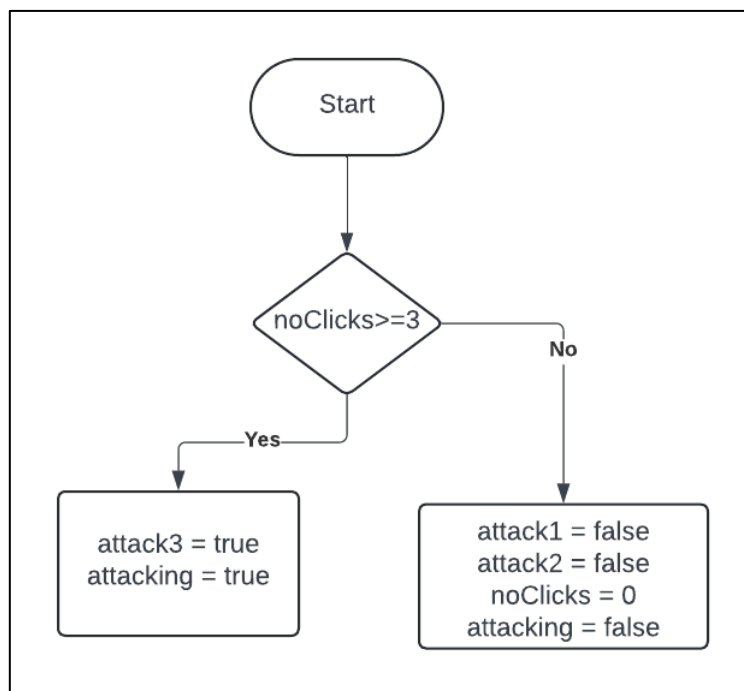 Start
noClicks>=3
No
Yes
attack3 = true
attacking = true
attack1 = false
attack2 = false
noClicks = 0
attacking = false